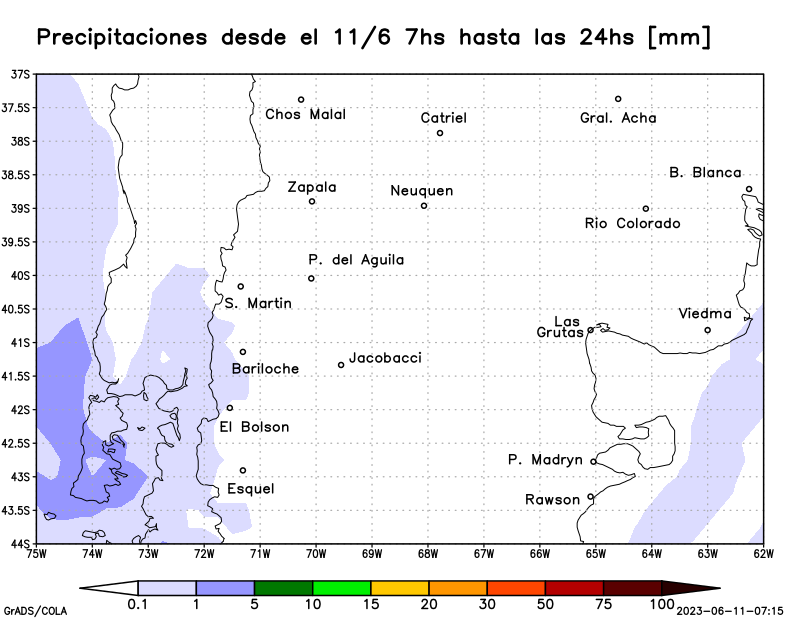 Precipitaciones desde el 11/6 7hs hasta las 24hs [mm]
37S
37.5S
38S
38.5S
39S
39.5S
40S
40.5S
41S
41.5S
42S
42.5S
43S
43.5S
44S
Chos Malal
Catriel
Gral. Acha
B. Blanca
Zapala
Neuquen
Rio Colorado
P. del Aguila
S. Martin
Las
Grutas
Viedma
Bariloche
Jacobacci
El Bolson
Esquel
P. Madryn
Rawson
75W 74W 73W 72W 71W 70W 69W 68W 67W 66W 65W 64W 63W 62W
0.1 1 5 10 15 20 30 50 75 100
GrADS/COLA
2023-06-11-07:15